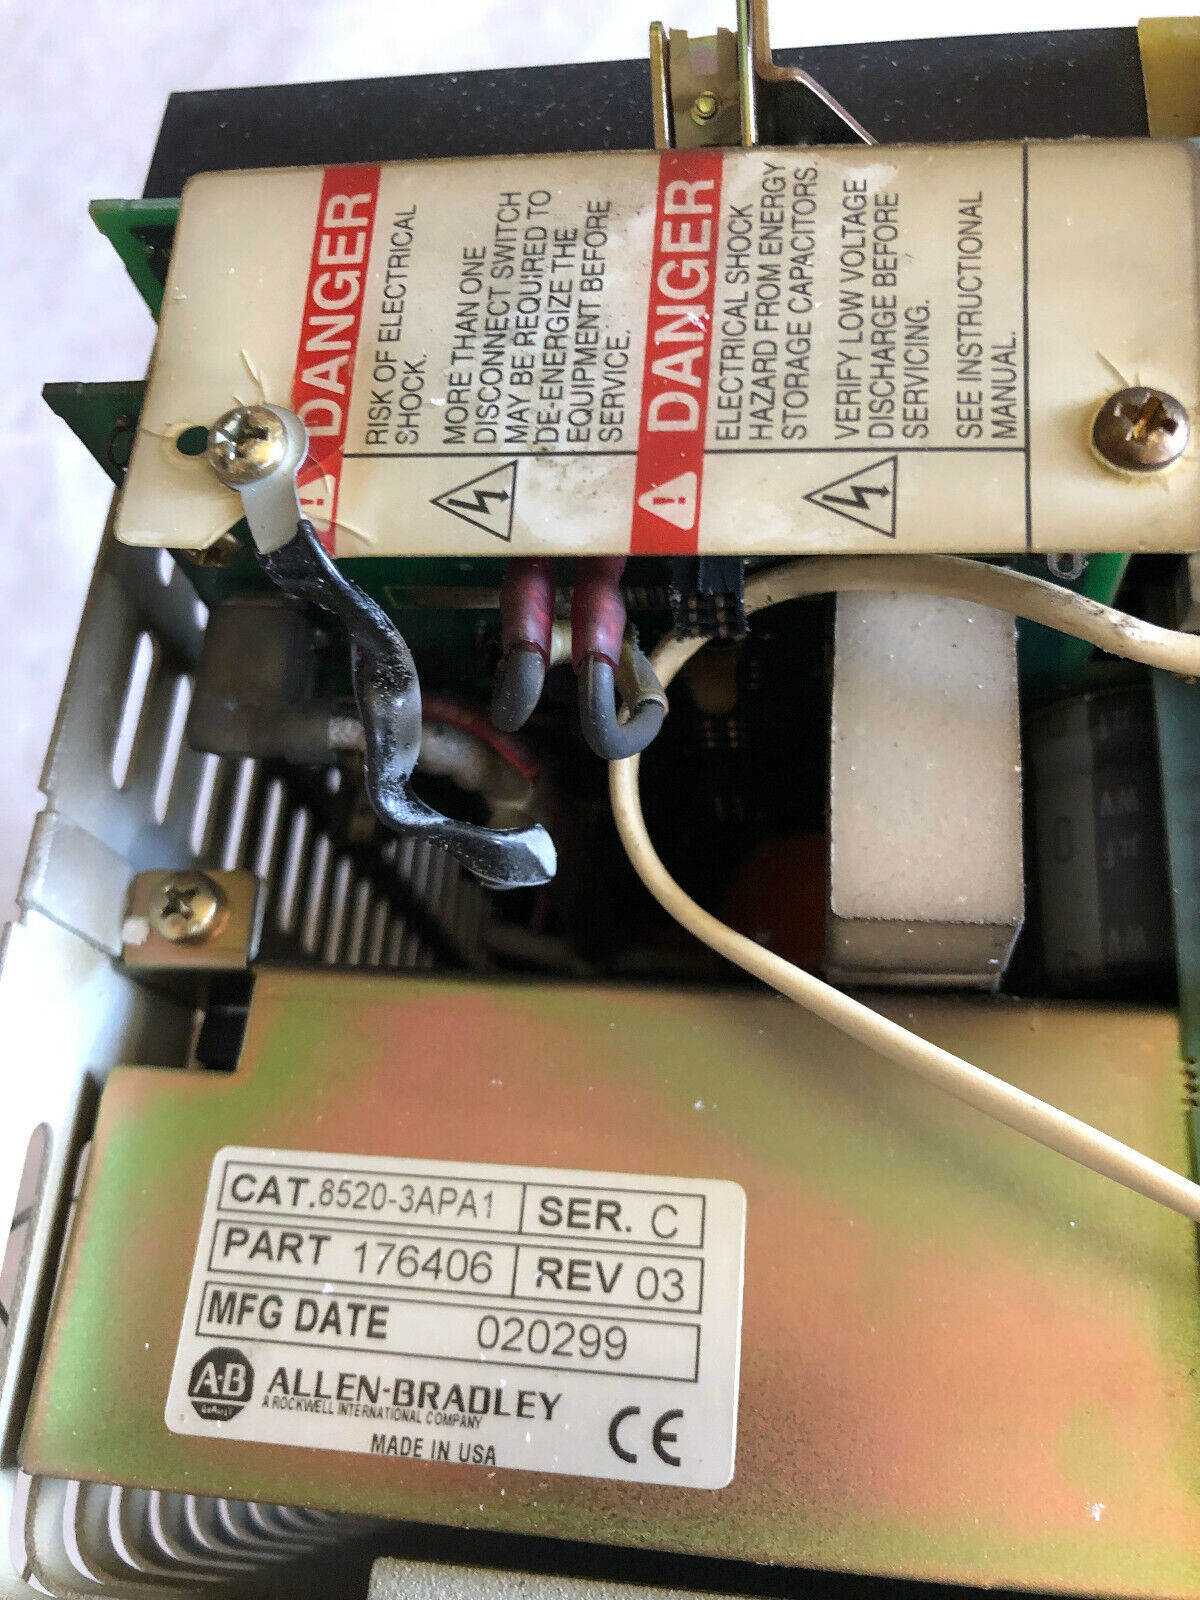 DANGER
RISK OF ELECTRICAL
SHOCK.
MORE THAN ONE
DISCONNECT SWITCH
MAY BE REQUIRED TO
DE-ENERGIZE THE
EQUIPMENT BEFORE
SERVICE.
DANGER
ELECTRICAL SHOCK
HAZARD FROM ENERGY
STORAGE CAPACITORS.
VERIFY LOW VOLTAGE
DISCHARGE BEFORE
SERVICING.
SEE INSTRUCTIONAL
MANUAL.
CAT. 8520-3APA1 SER. C
PART 176406 REV 03
MFG DATE 020299
A-B
ALLEN-BRADLEY
A ROCKWELL INTERNATIONAL COMPANY
MADE IN USA
CE